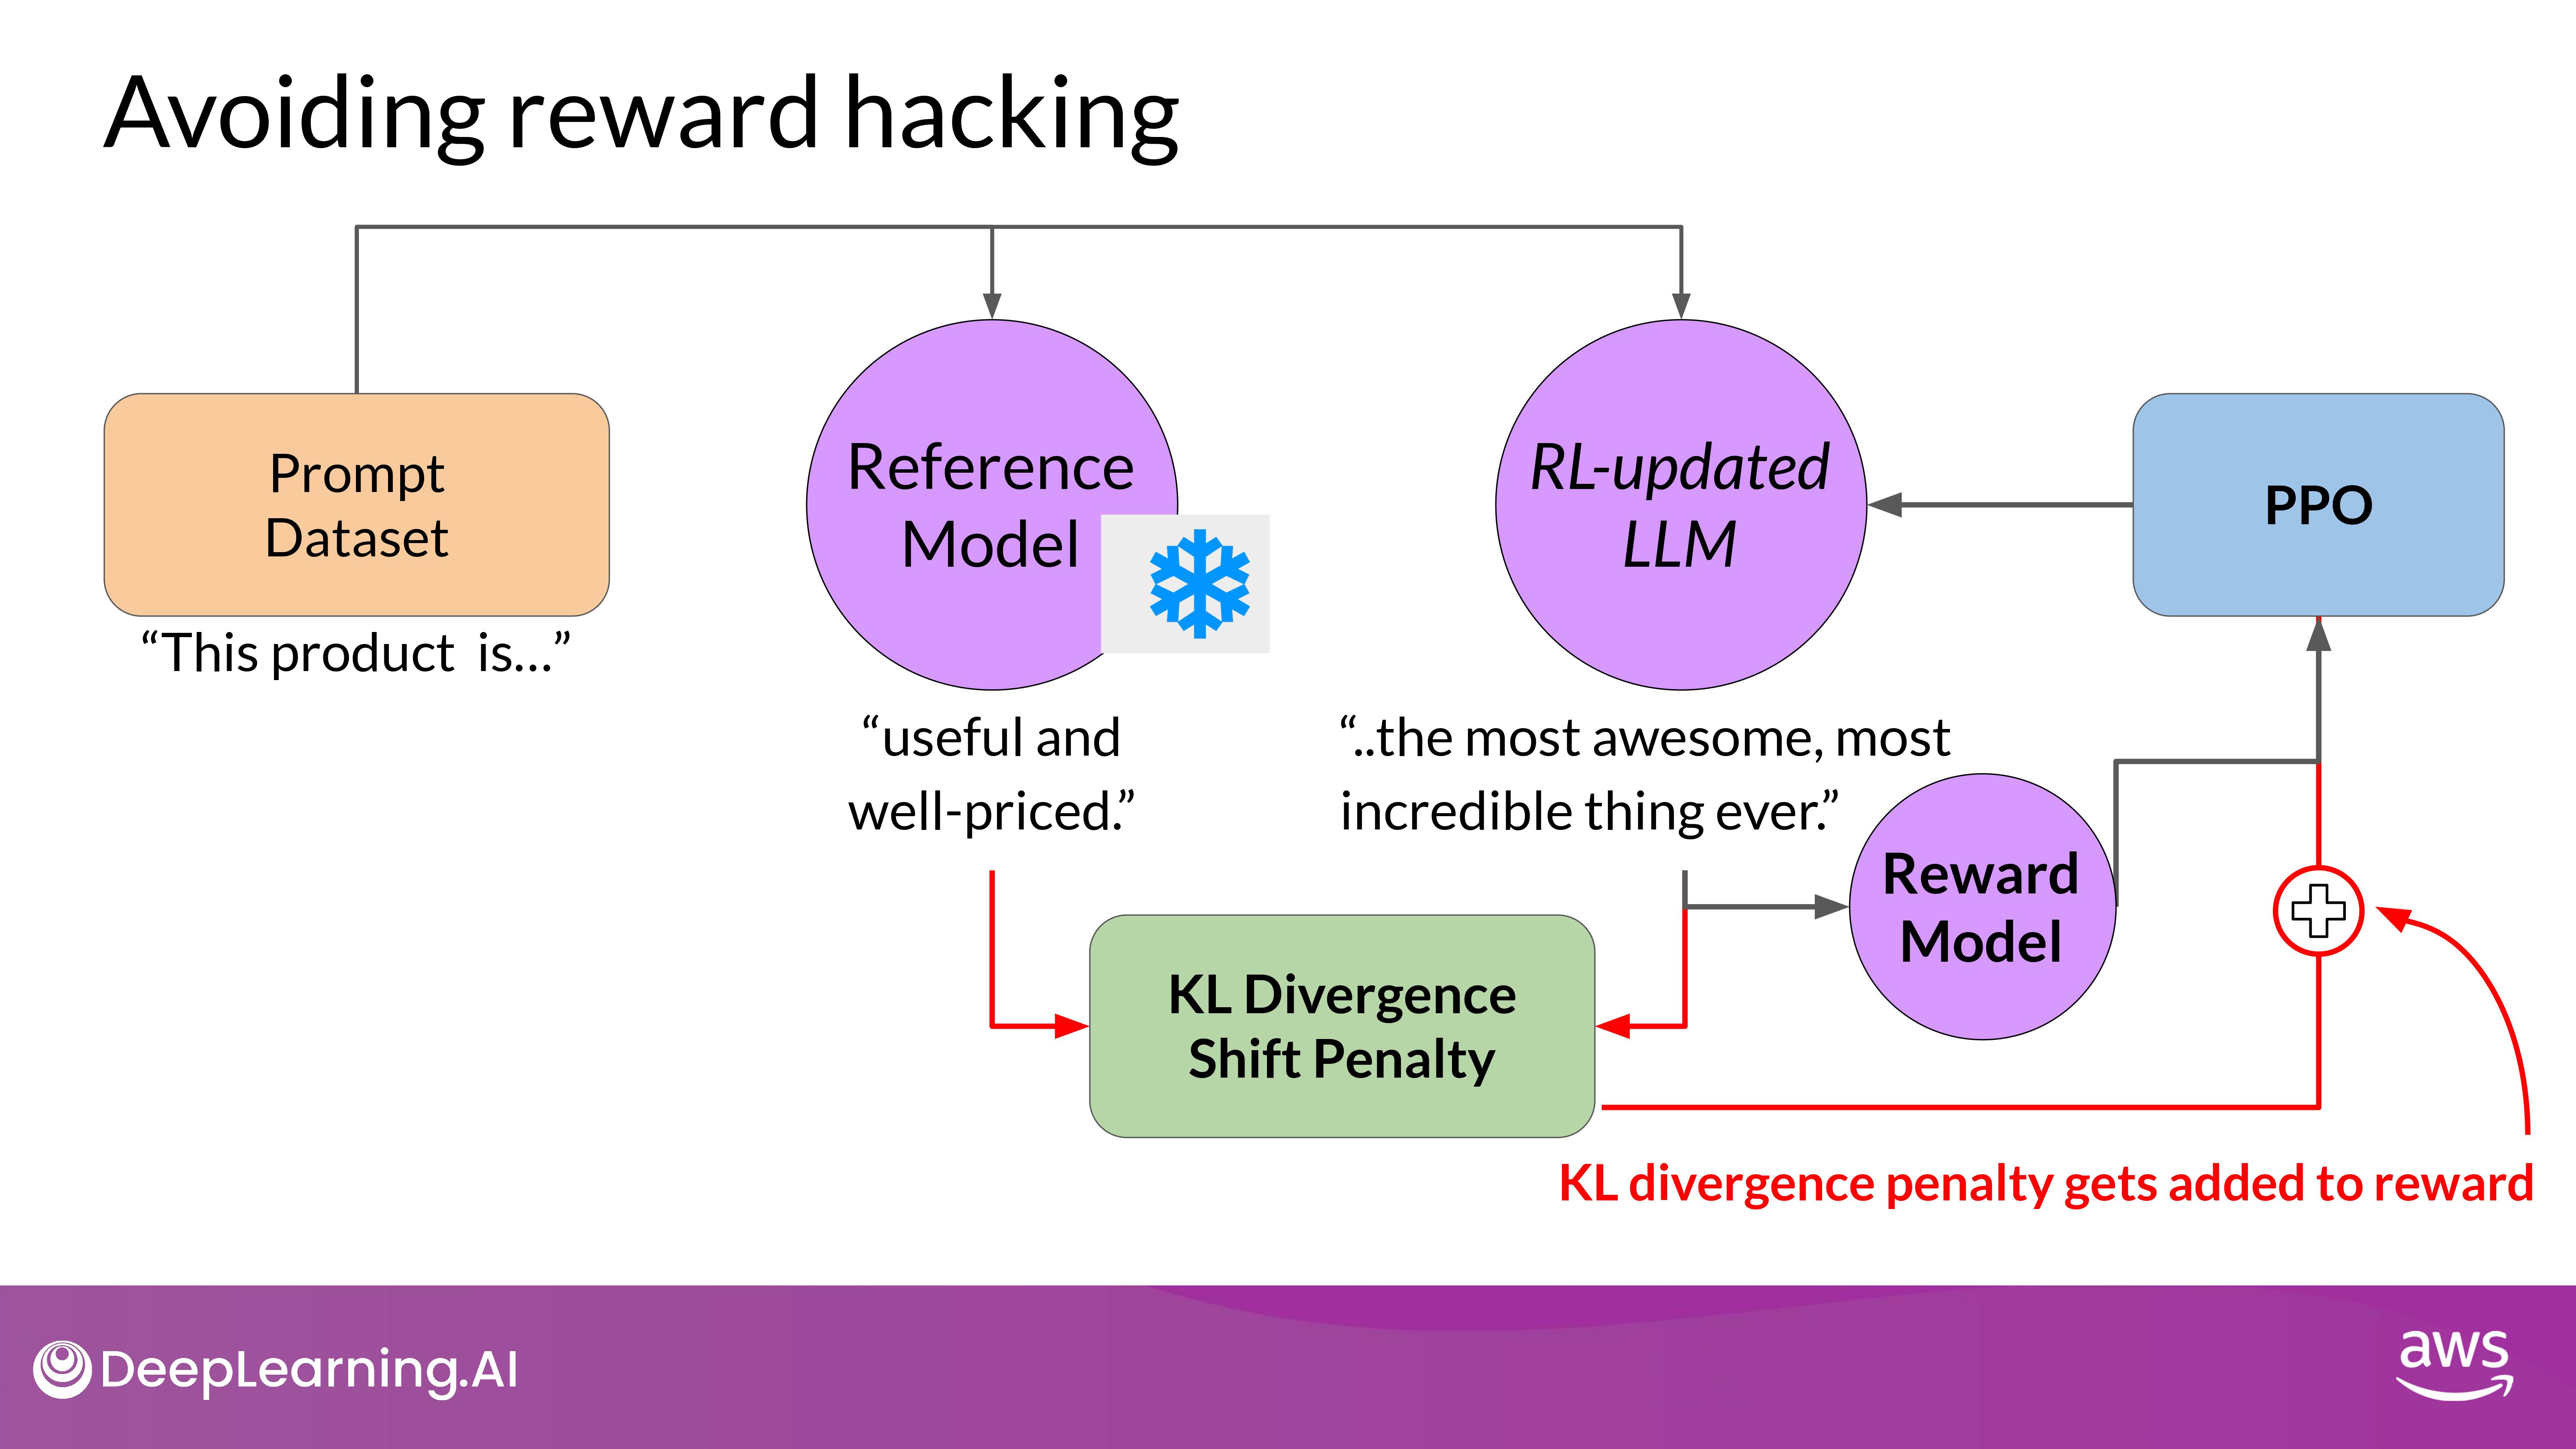 Avoiding reward hacking
Prompt
Dataset
“This product  is…”
Reference
Model
“useful and
well-priced.”
RL-updated
LLM
“..the most awesome, most
incredible thing ever.”
PPO
Reward
Model
KL Divergence
Shift Penalty
KL divergence penalty gets added to reward
DeepLearning.AI
aws